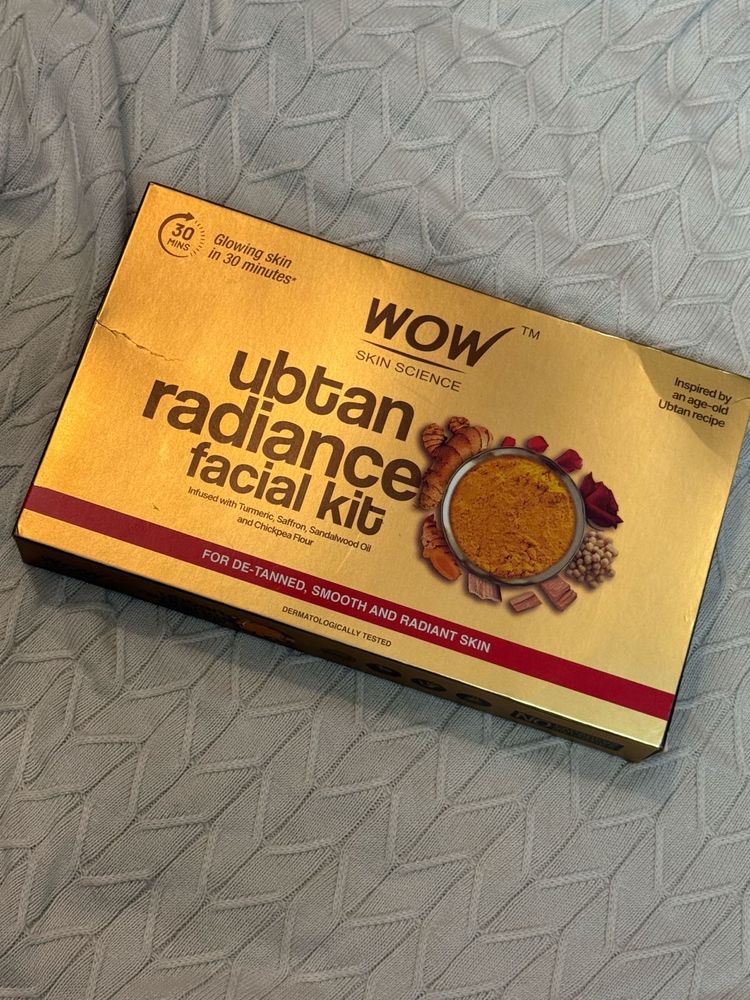 30
MINS
Glowing skin
in 30 minutes*
WOW TM
SKIN SCIENCE
Inspired by
an age-old
Ubtan recipe
ubtan
radiance
facial kit
Infused with Turmeric, Saffron, Sandalwood Oil
and Chickpea Flour
FOR DE-TANNED, SMOOTH AND RADIANT SKIN
DERMATOLOGICALLY TESTED
WOW
NO